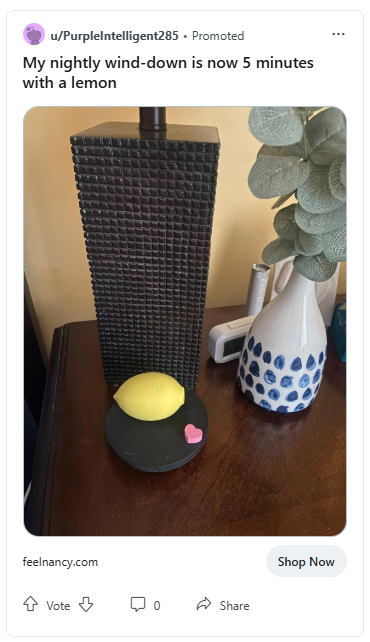 u/PurpleIntelligent285 • Promoted
My nightly wind-down is now 5 minutes
with a lemon
feelnancy.com
Shop Now
Vote
0
Share